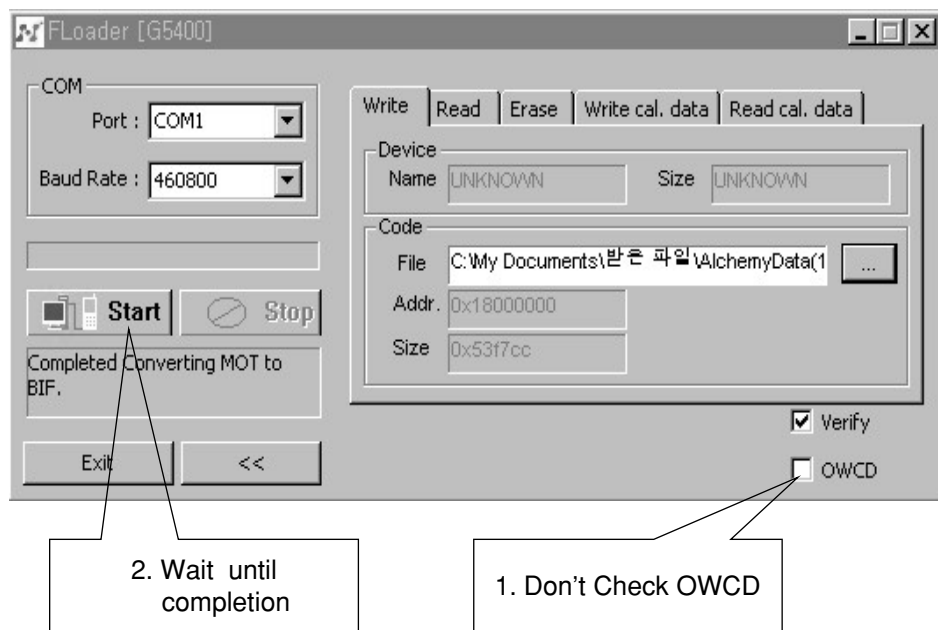 FLoader [G5400]
COM
Port : COM1
Baud Rate : 460800
Start
Stop
Completed Converting MOT to
BIF.
Exit
<<
Write Read Erase Write cal. data Read cal. data
Device
Name UNKNOWN Size UNKNOWN
Code
File C:\My Documents\받은 파일\AlchemyData(1 ...
Addr. 0x18000000
Size 0x53f7cc
Verify
OWCD
2. Wait until
completion
1. Don't Check OWCD